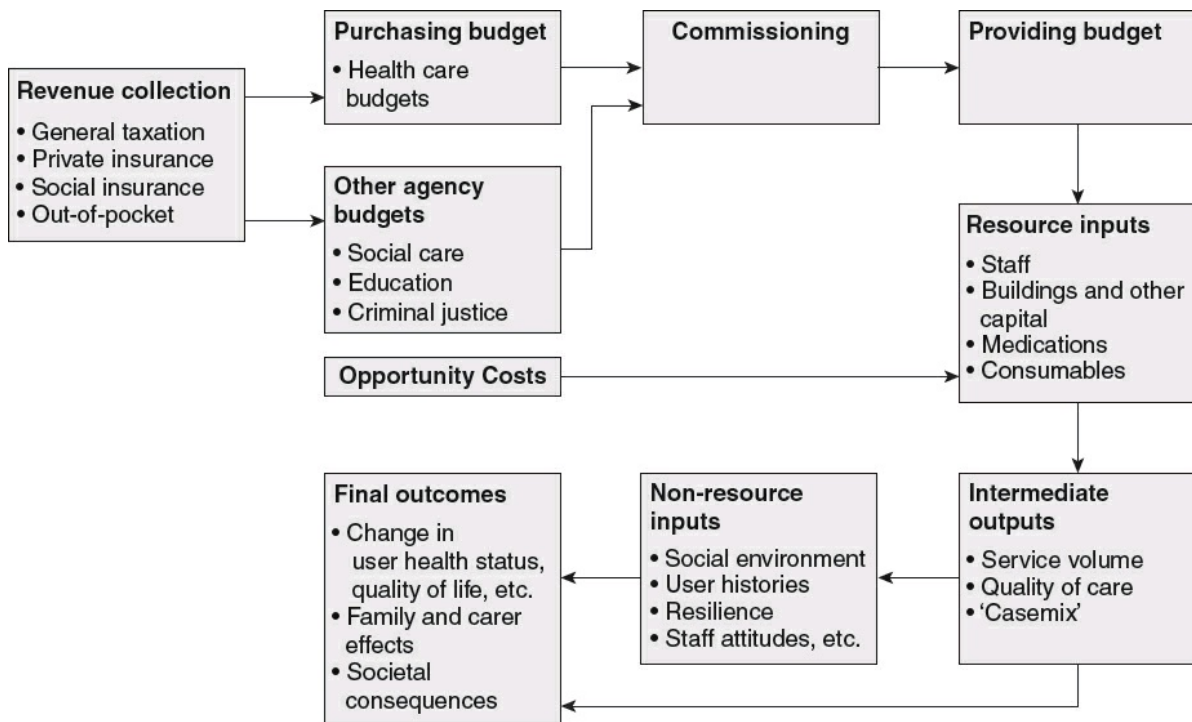 Revenue collection
• General taxation
• Private insurance
• Social insurance
• Out-of-pocket
Purchasing budget
• Health care
budgets
Other agency
budgets
• Social care
• Education
• Criminal justice
Commissioning
Providing budget
Opportunity Costs
Resource inputs
• Staff
• Buildings and other
capital
• Medications
• Consumables
Intermediate
outputs
• Service volume
• Quality of care
• ‘Casemix’
Non-resource
inputs
• Social environment
• User histories
• Resilience
• Staff attitudes, etc.
Final outcomes
• Change in
user health status,
quality of life, etc.
• Family and carer
effects
• Societal
consequences